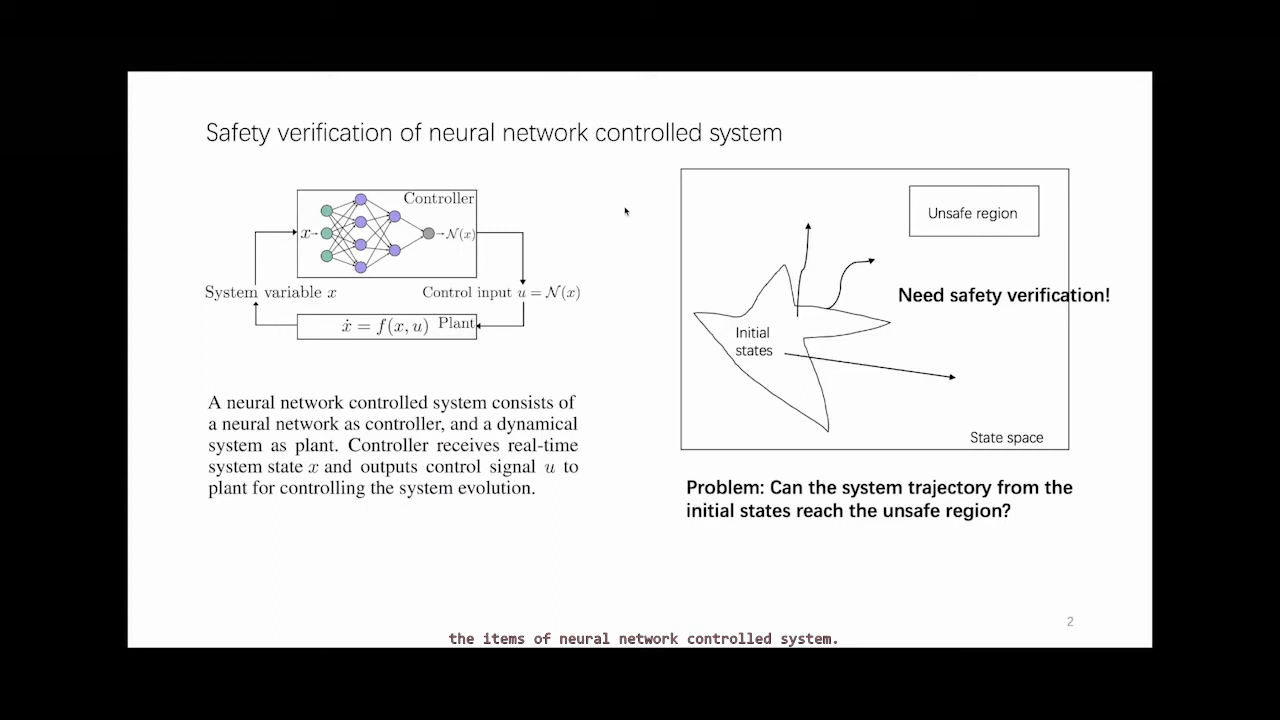 Safety verification of neural network controlled system
Controller
x
𝒩(x)
System variable x
Control input u = 𝒩(x)
ẋ = f(x, u)
Plant
A neural network controlled system consists of
a neural network as controller, and a dynamical
system as plant. Controller receives real-time
system state x and outputs control signal u to
plant for controlling the system evolution.
Unsafe region
Need safety verification!
Initial
states
State space
Problem: Can the system trajectory from the
initial states reach the unsafe region?
2
the items of neural network controlled system.